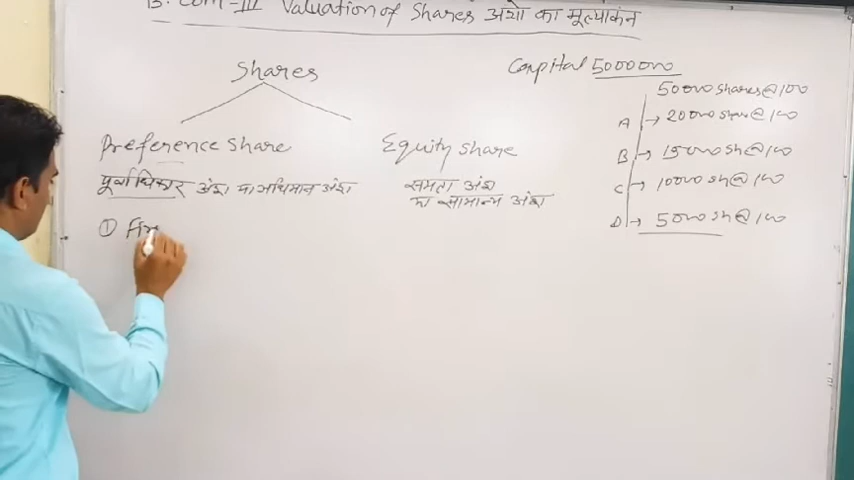 B. Com-III Valuation of Shares अंशो का मूल्यांकन
Shares
Preference Share
पूर्वाधिकार अंश या अधिमान अंश
① Fir
Equity share
समता अंश
या सामान्य अंश
Capital 5000000
50000 shares @ 100
A → 20000 share @ 100
B → 15000 sh @ 100
C → 10000 sh @ 100
D → 5000 sh @ 100